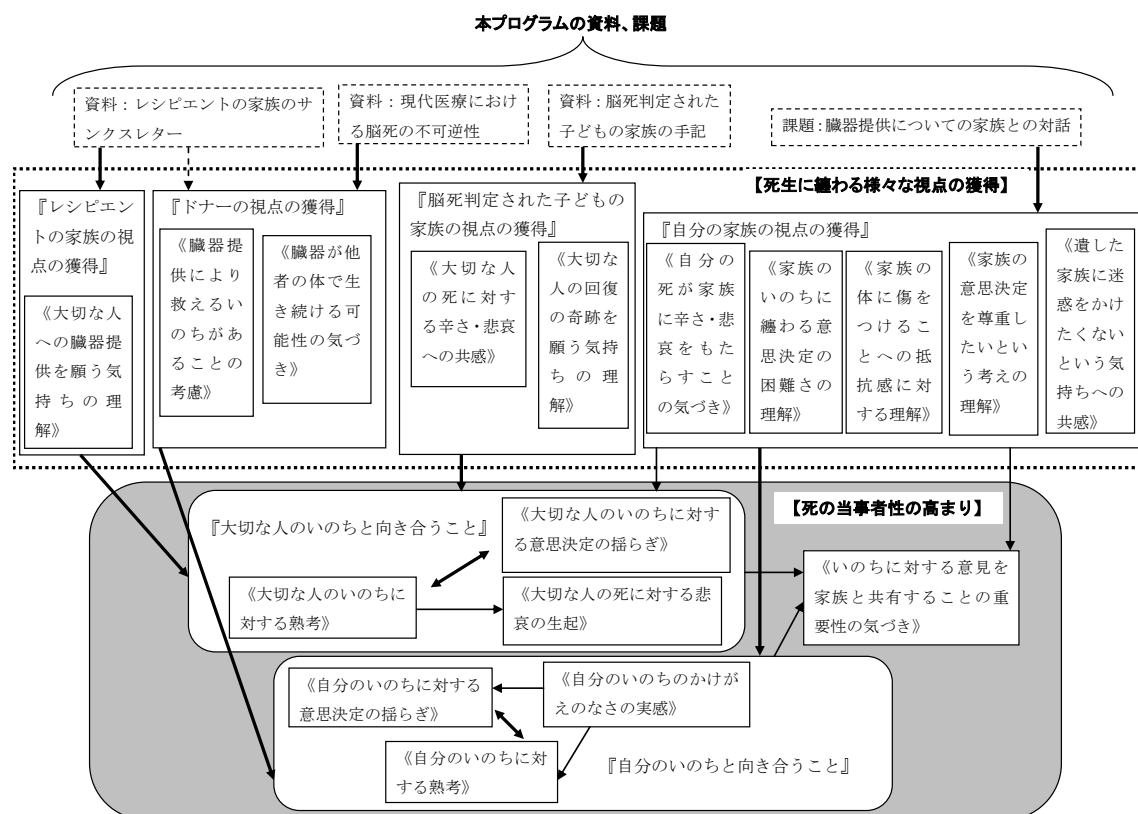 本プログラムの資料、課題
資料：レシピエントの家族のサ
ンクスレター
資料：現代医療におけ
る脳死の不可逆性
資料：脳死判定された
子どもの家族の手記
課題：臓器提供についての家族との対話
【死生に纏わる様々な視点の獲得】
『レシピエン
トの家族の視
点の獲得』
《大切な人
への臓器提
供を願う気
持ちの理
解》
『ドナーの視点の獲得』
《臓器提
供により
救えるい
のちがあ
ることの
考慮》
《臓器が他
者の体で生
き続ける可
能性の気づ
き》
『脳死判定された子どもの
家族の視点の獲得』
《大切な人
の死に対す
る辛さ・悲哀
への共感》
《大切な
人の回復
の奇跡を
願う気持
ちの理
解》
『自分の家族の視点の獲得』
《自分の
死が家族
に辛さ・悲
哀をもた
らすこと
の気づき》
《家族の
いのちに
纏わる意
思決定の
困難さの
理解》
《家族の
体に傷を
つけるこ
とへの抵
抗感に対
する理解》
《家族の
意思決定
を尊重し
たいとい
う考えの
理解》
《遺した
家族に迷
惑をかけ
たくない
という気
持ちへの
共感》
【死の当事者性の高まり】
『大切な人のいのちと向き合うこと』
《大切な人のいのちに対す
る意思決定の揺らぎ》
《大切な人のいのちに
対する熟考》
《大切な人の死に対する悲
哀の生起》
《いのちに対する意見を
家族と共有することの重
要性の気づき》
《自分のいのちに対する
意思決定の揺らぎ》
《自分のいのちのかけが
えのなさの実感》
《自分のいのちに対
する熟考》
『自分のいのちと向き合うこと』